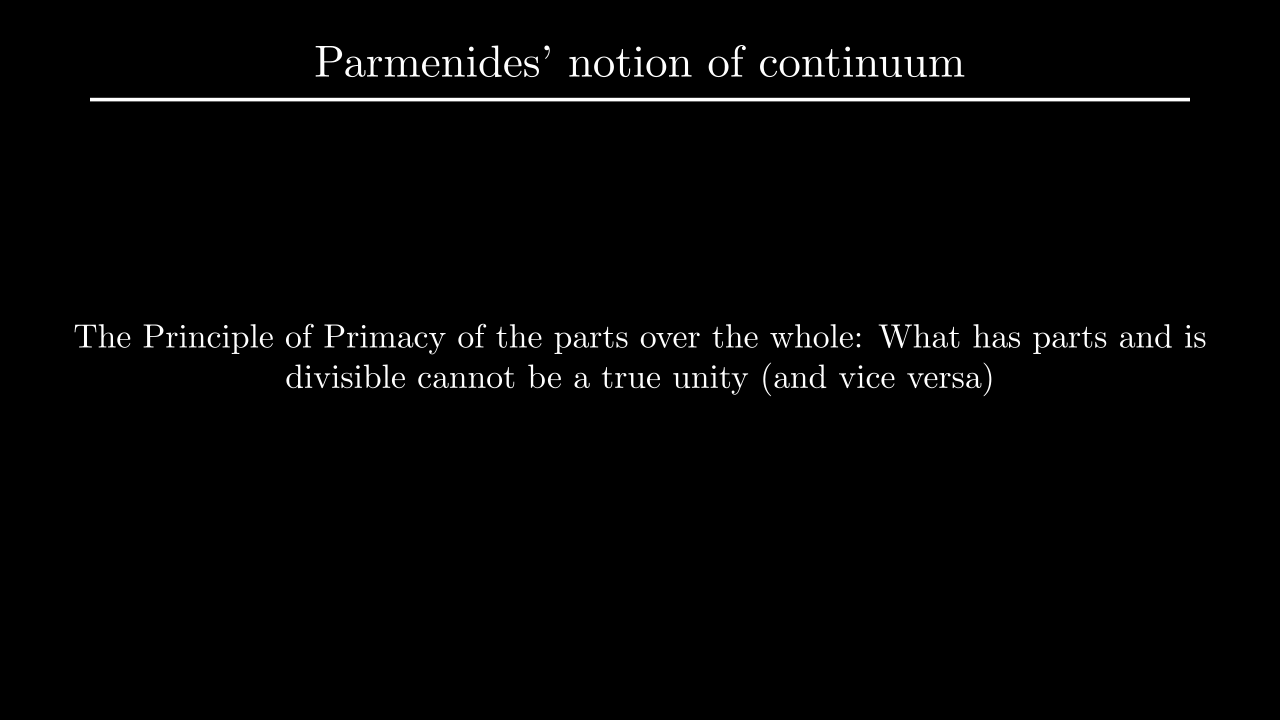 Parmenides’ notion of continuum
The Principle of Primacy of the parts over the whole: What has parts and is
divisible cannot be a true unity (and vice versa)